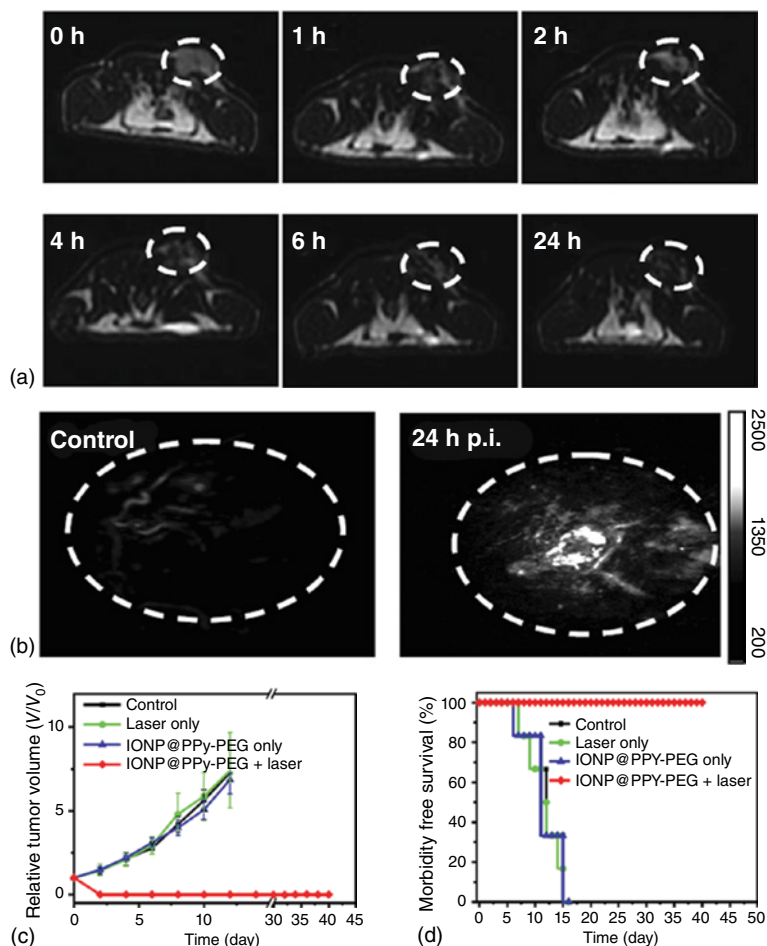 0 h
1 h
2 h
4 h
6 h
24 h
(a)
Control
24 h p.i.
2500
1350
200
(b)
Relative tumor volume (V/V0)
10
5
0
Control
Laser only
IONP@PPy-PEG only
IONP@PPy-PEG + laser
0 5 10 30 35 40 45
Time (day)
(c)
Morbidity free survival (%)
100
80
60
40
20
0
Control
Laser only
IONP@PPY-PEG only
IONP@PPY-PEG + laser
0 5 10 15 20 25 30 35 40 45 50
Time (day)
(d)